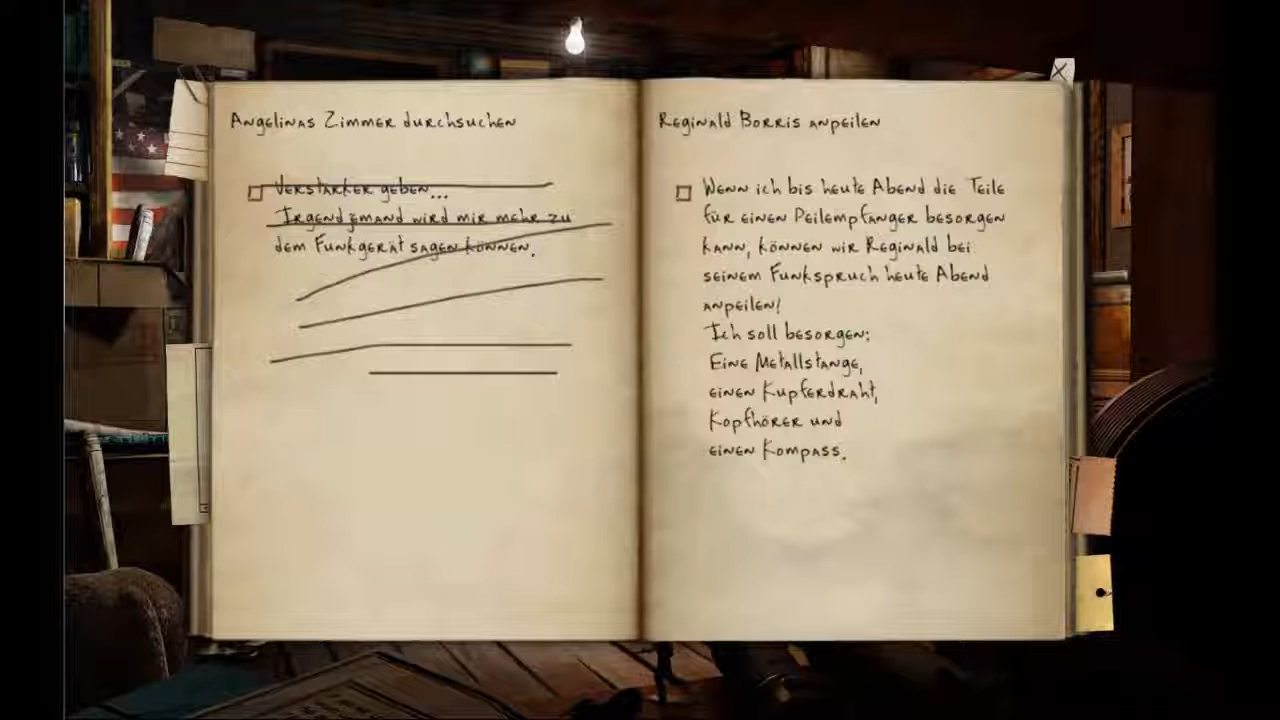 Angelinas Zimmer durchsuchen
Verstärker geben...
Irgendjemand wird mir mehr zu
dem Funkgerät sagen können.
Reginald Borris anpeilen
Wenn ich bis heute Abend die Teile
für einen Peilempfänger besorgen
kann, können wir Reginald bei
seinem Funkspruch heute Abend
anpeilen!
Ich soll besorgen:
Eine Metallstange,
einen Kupferdraht,
Kopfhörer und
einen Kompass.